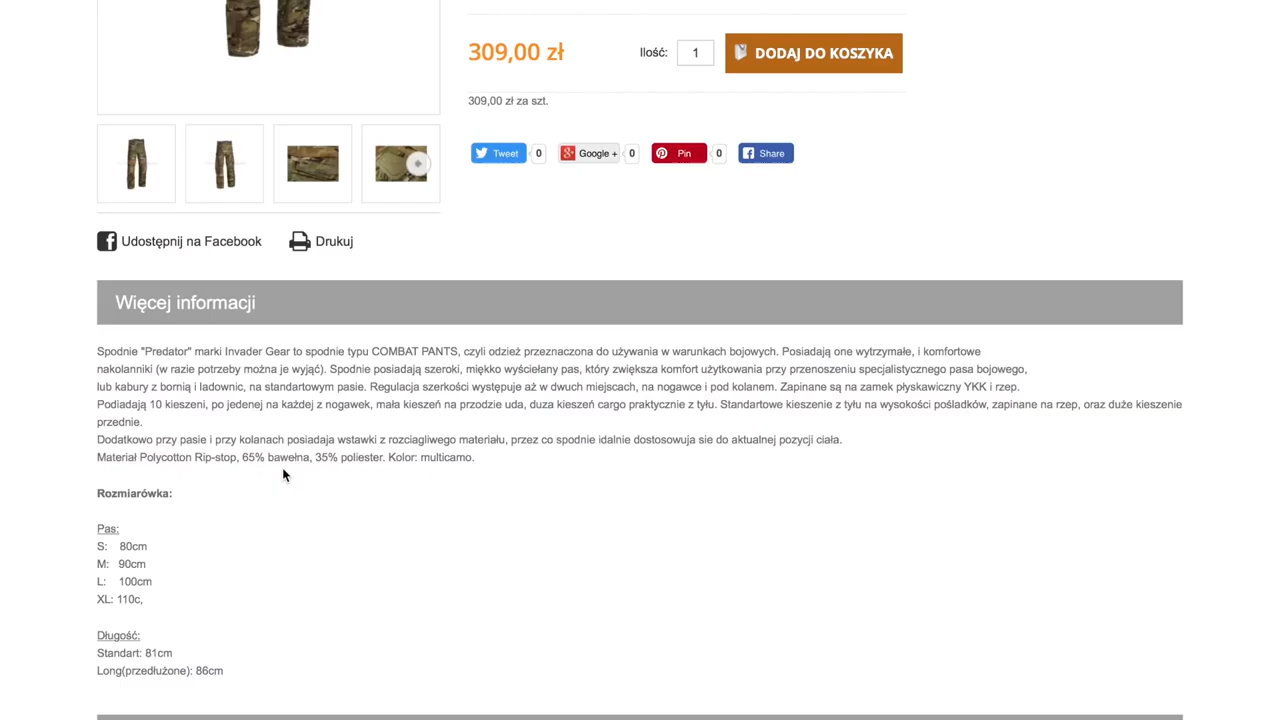 309,00 zł
Ilość: 1
DODAJ DO KOSZYKA
309,00 zł za szt.
Tweet 0 Google + 0 Pin 0 Share
Udostępnij na Facebook Drukuj
Więcej informacji
Spodnie "Predator" marki Invader Gear to spodnie typu COMBAT PANTS, czyli odzież przeznaczona do używania w warunkach bojowych. Posiadają one wytrzymałe, i komfortowe
nakolanniki (w razie potrzeby można je wyjąć). Spodnie posiadają szeroki, miękko wyściełany pas, który zwiększa komfort użytkowania przy przenoszeniu specjalistycznego pasa bojowego,
lub kabury z bornią i ladownic, na standartowym pasie. Regulacja szerkości występuje aż w dwuch miejscach, na nogawce i pod kolanem. Zapinane są na zamek płyskawiczny YKK i rzep.
Podiadają 10 kieszeni, po jedenej na każdej z nogawek, mała kieszeń na przodzie uda, duza kieszeń cargo praktycznie z tyłu. Standartowe kieszenie z tyłu na wysokości pośladków, zapinane na rzep, oraz duże kieszenie
przednie.
Dodatkowo przy pasie i przy kolanach posiadaja wstawki z rozciagliwego materiału, przez co spodnie idalnie dostosowuja sie do aktualnej pozycji ciała.
Materiał Polycotton Rip-stop, 65% bawełna, 35% poliester. Kolor: multicamo.
Rozmiarówka:
Pas:
S: 80cm
M: 90cm
L: 100cm
XL: 110c,
Długość:
Standart: 81cm
Long(przedłużone): 86cm